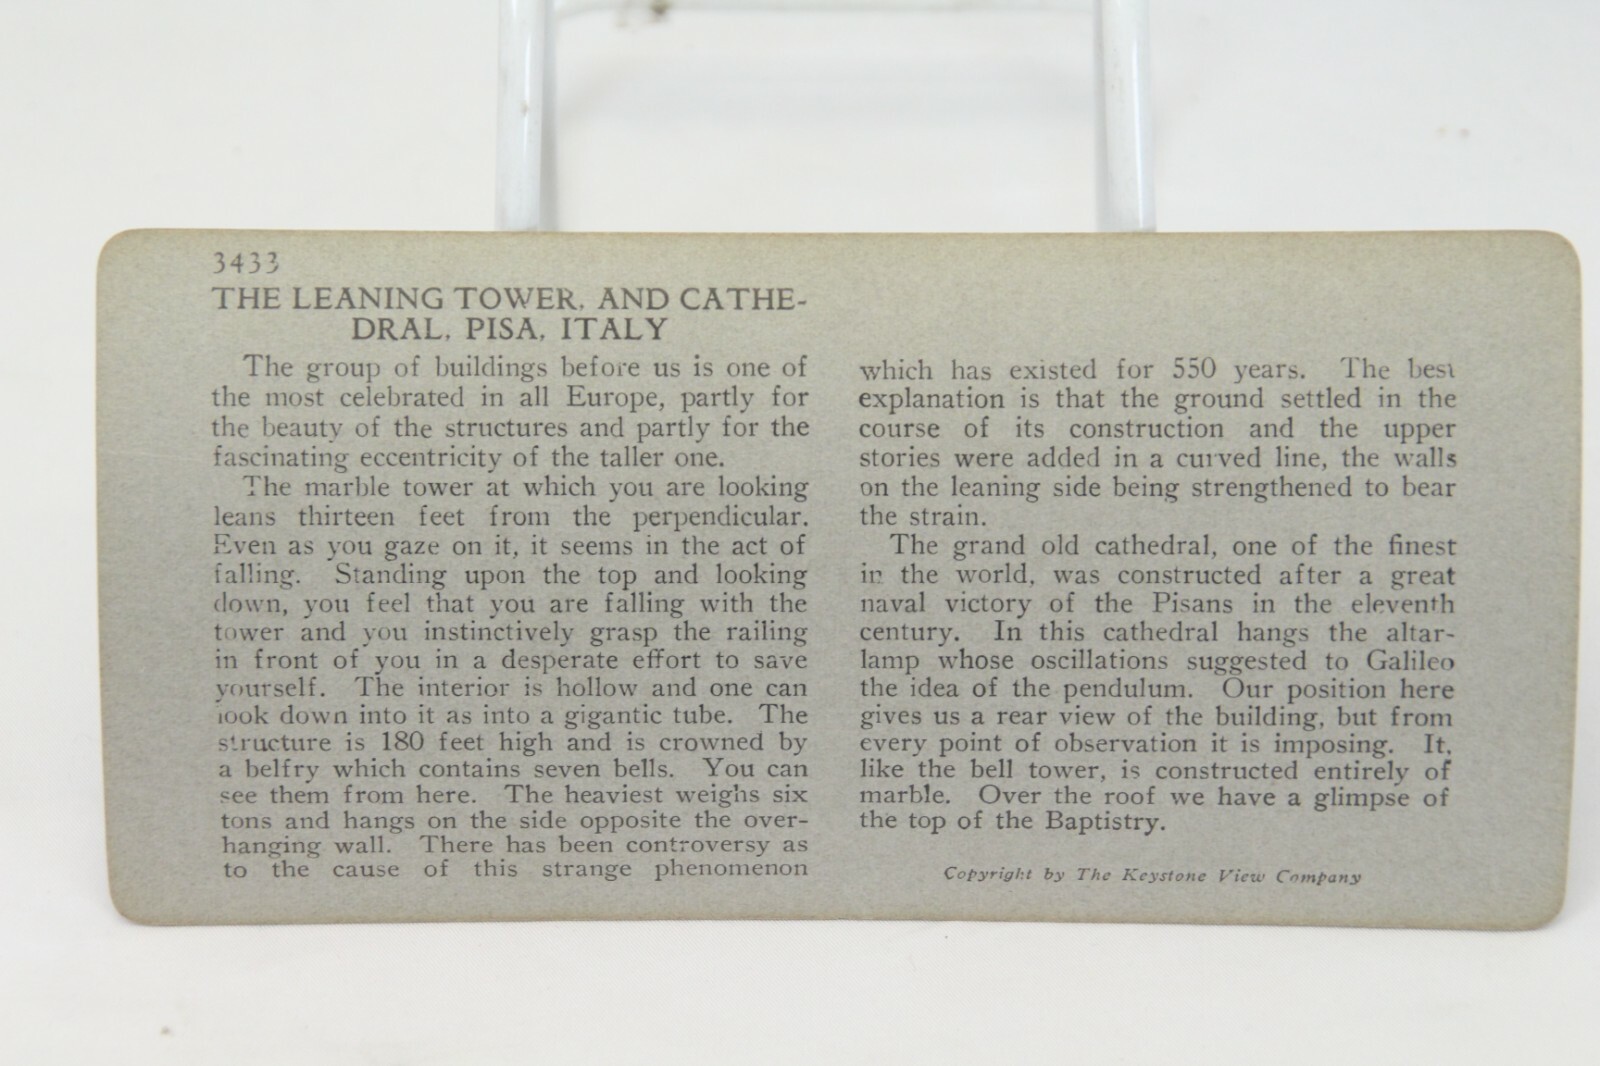 3433
THE LEANING TOWER, AND CATHE-
DRAL, PISA, ITALY
The group of buildings before us is one of
the most celebrated in all Europe, partly for
the beauty of the structures and partly for the
fascinating eccentricity of the taller one.
The marble tower at which you are looking
leans thirteen feet from the perpendicular.
Even as you gaze on it, it seems in the act of
falling. Standing upon the top and looking
down, you feel that you are falling with the
tower and you instinctively grasp the railing
in front of you in a desperate effort to save
yourself. The interior is hollow and one can
look down into it as into a gigantic tube. The
structure is 180 feet high and is crowned by
a belfry which contains seven bells. You can
see them from here. The heaviest weighs six
tons and hangs on the side opposite the over-
hanging wall. There has been controversy as
to the cause of this strange phenomenon
which has existed for 550 years. The best
explanation is that the ground settled in the
course of its construction and the upper
stories were added in a curved line, the walls
on the leaning side being strengthened to bear
the strain.
The grand old cathedral, one of the finest
in the world, was constructed after a great
naval victory of the Pisans in the eleventh
century. In this cathedral hangs the altar-
lamp whose oscillations suggested to Galileo
the idea of the pendulum. Our position here
gives us a rear view of the building, but from
every point of observation it is imposing. It,
like the bell tower, is constructed entirely of
marble. Over the roof we have a glimpse of
the top of the Baptistry.
Copyright by The Keystone View Company